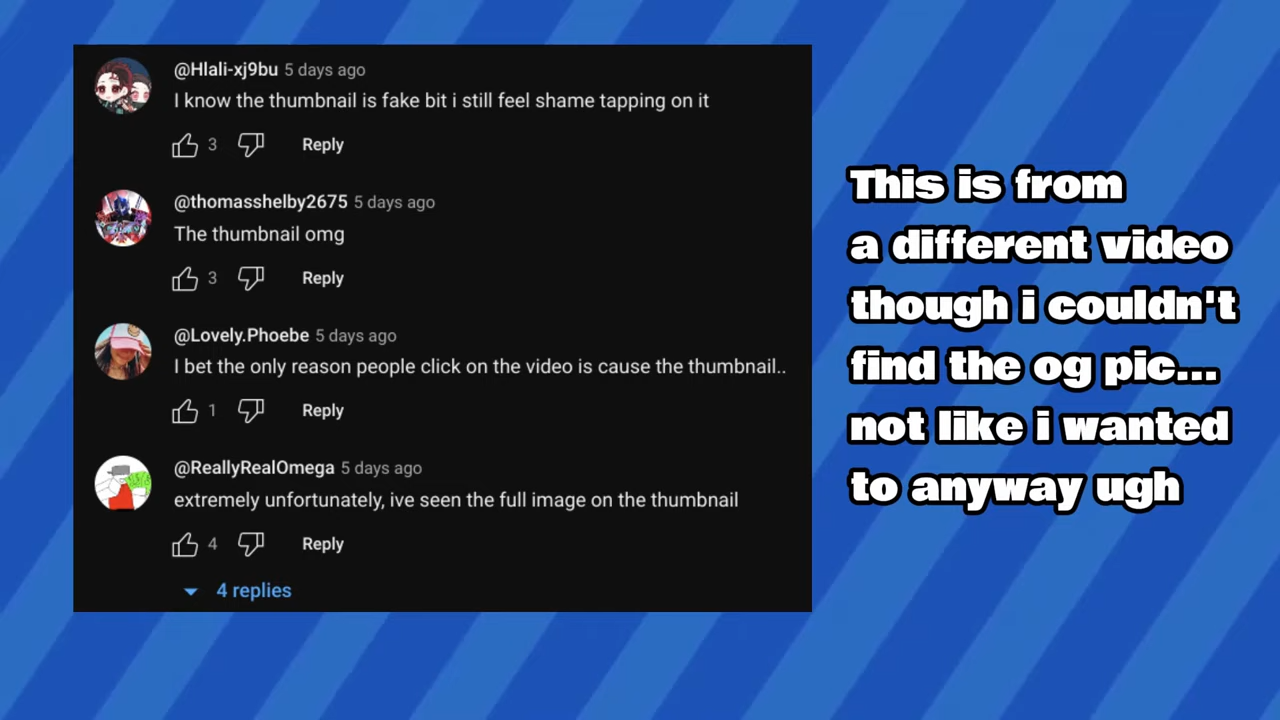 @Hlali-xj9bu 5 days ago
I know the thumbnail is fake bit i still feel shame tapping on it
3 Reply
@thomasshelby2675 5 days ago
The thumbnail omg
3 Reply
@Lovely.Phoebe 5 days ago
I bet the only reason people click on the video is cause the thumbnail..
1 Reply
@ReallyRealOmega 5 days ago
extremely unfortunately, ive seen the full image on the thumbnail
4 Reply
4 replies
This is from
a different video
though i couldn't
find the og pic...
not like i wanted
to anyway ugh